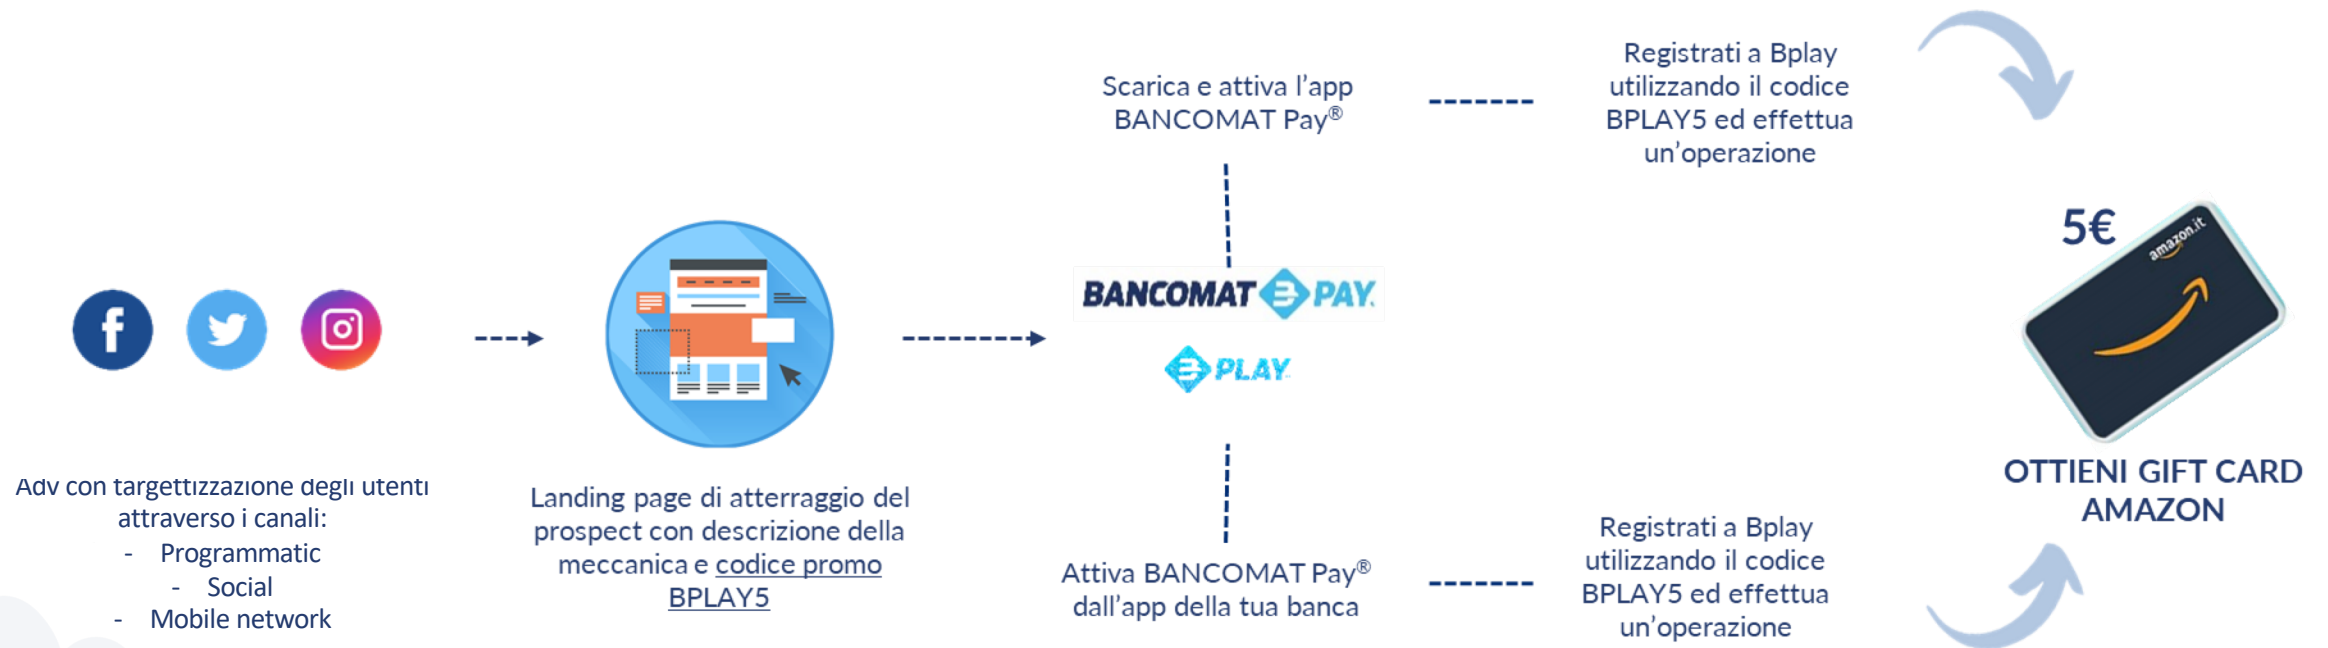 Adv con targettizzazione degli utenti
attraverso i canali:
- Programmatic
- Social
- Mobile network
Landing page di atterraggio del
prospect con descrizione della
meccanica e codice promo
BPLAY5
Scarica e attiva l'app
BANCOMAT Pay®
BANCOMAT PAY.
PLAY
Attiva BANCOMAT Pay®
dall'app della tua banca
Registrati a Bplay
utilizzando il codice
BPLAY5 ed effettua
un'operazione
Registrati a Bplay
utilizzando il codice
BPLAY5 ed effettua
un'operazione
5€
amazon.it
OTTIENI GIFT CARD
AMAZON